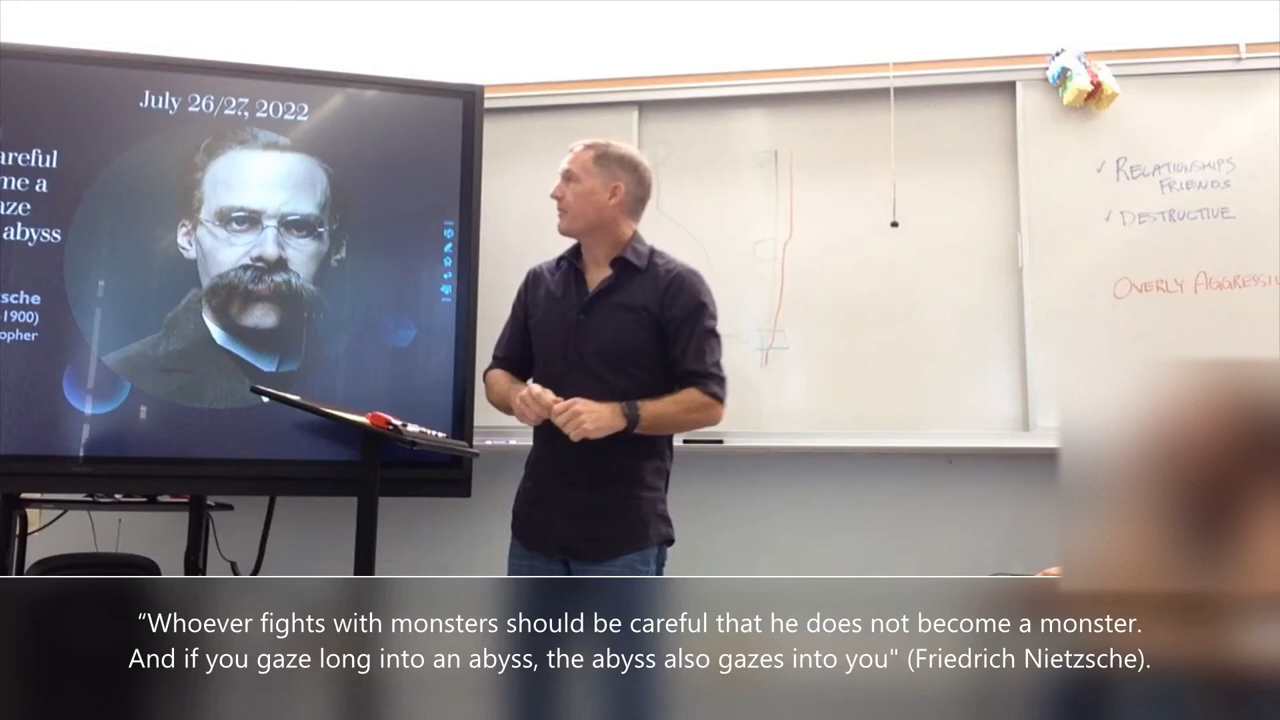 July 26/27, 2022
areful
me a
aze
abyss
sche
1900)
opher
RELATIONSHIPS
FRIENDS
DESTRUCTIVE
OVERLY AGGRESSI
“Whoever fights with monsters should be careful that he does not become a monster.
And if you gaze long into an abyss, the abyss also gazes into you" (Friedrich Nietzsche).